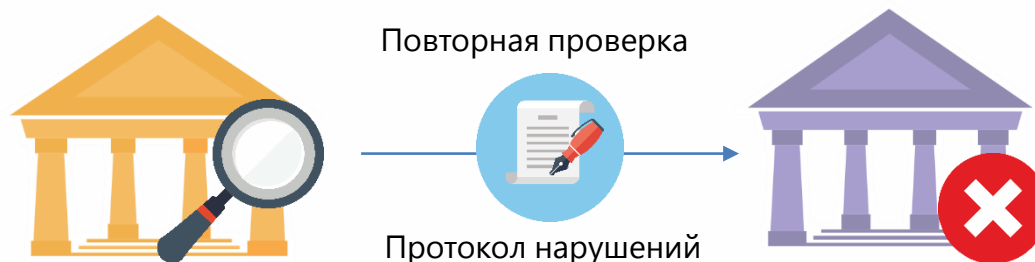 Повторная проверка
Протокол нарушений